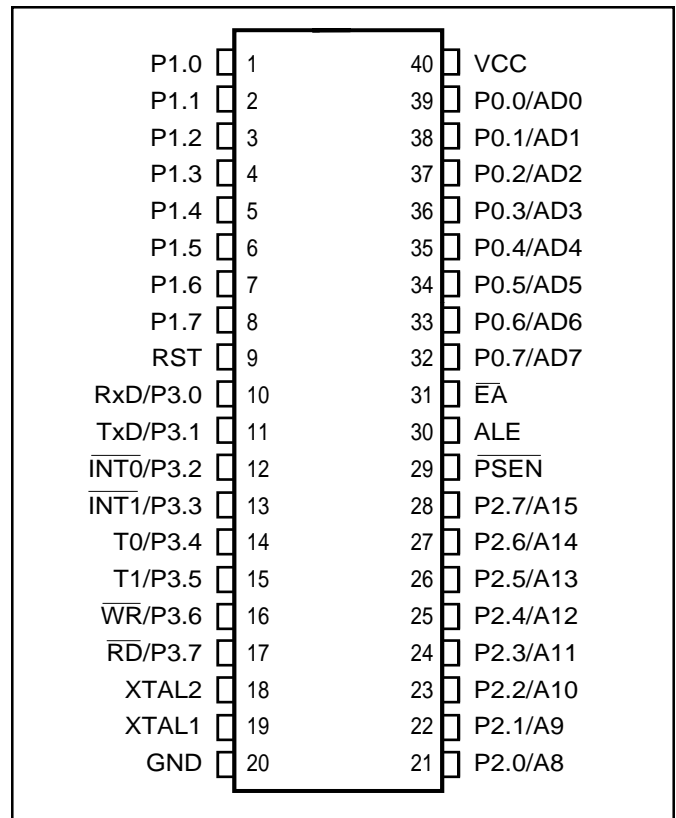 P1.0 1 40 VCC
P1.1 2 39 P0.0/AD0
P1.2 3 38 P0.1/AD1
P1.3 4 37 P0.2/AD2
P1.4 5 36 P0.3/AD3
P1.5 6 35 P0.4/AD4
P1.6 7 34 P0.5/AD5
P1.7 8 33 P0.6/AD6
RST 9 32 P0.7/AD7
RxD/P3.0 10 31 E̅A̅
TxD/P3.1 11 30 ALE
I̅N̅T̅0̅/P3.2 12 29 P̅S̅E̅N̅
I̅N̅T̅1̅/P3.3 13 28 P2.7/A15
T0/P3.4 14 27 P2.6/A14
T1/P3.5 15 26 P2.5/A13
W̅R̅/P3.6 16 25 P2.4/A12
R̅D̅/P3.7 17 24 P2.3/A11
XTAL2 18 23 P2.2/A10
XTAL1 19 22 P2.1/A9
GND 20 21 P2.0/A8